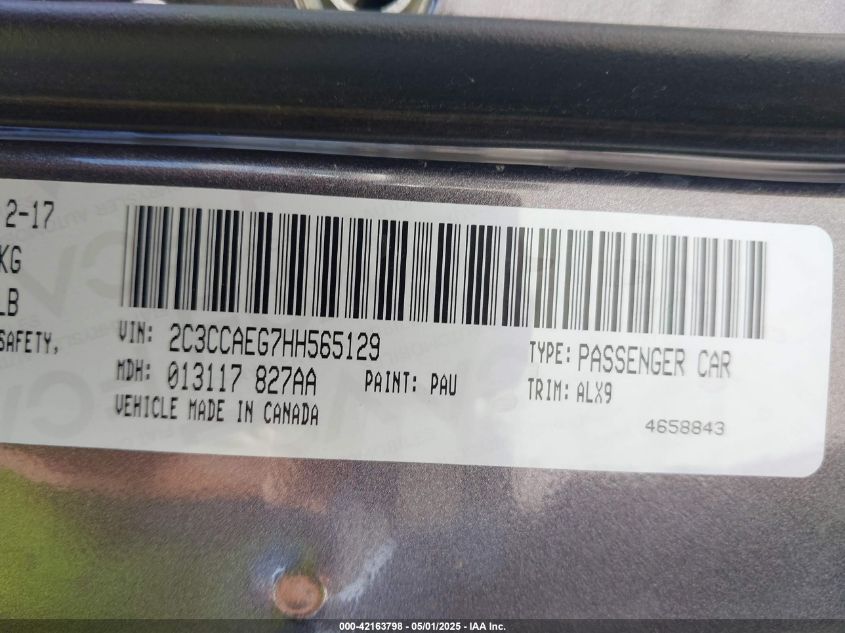 2-17
KG
LB
SAFETY,
VIN: 2C3CCAEG7HH565129
TYPE: PASSENGER CAR
MDH: 013117 827AA
PAINT: PAU
TRIM: ALX9
VEHICLE MADE IN CANADA
4658843
000-42163798 - 05/01/2025 - IAA Inc.